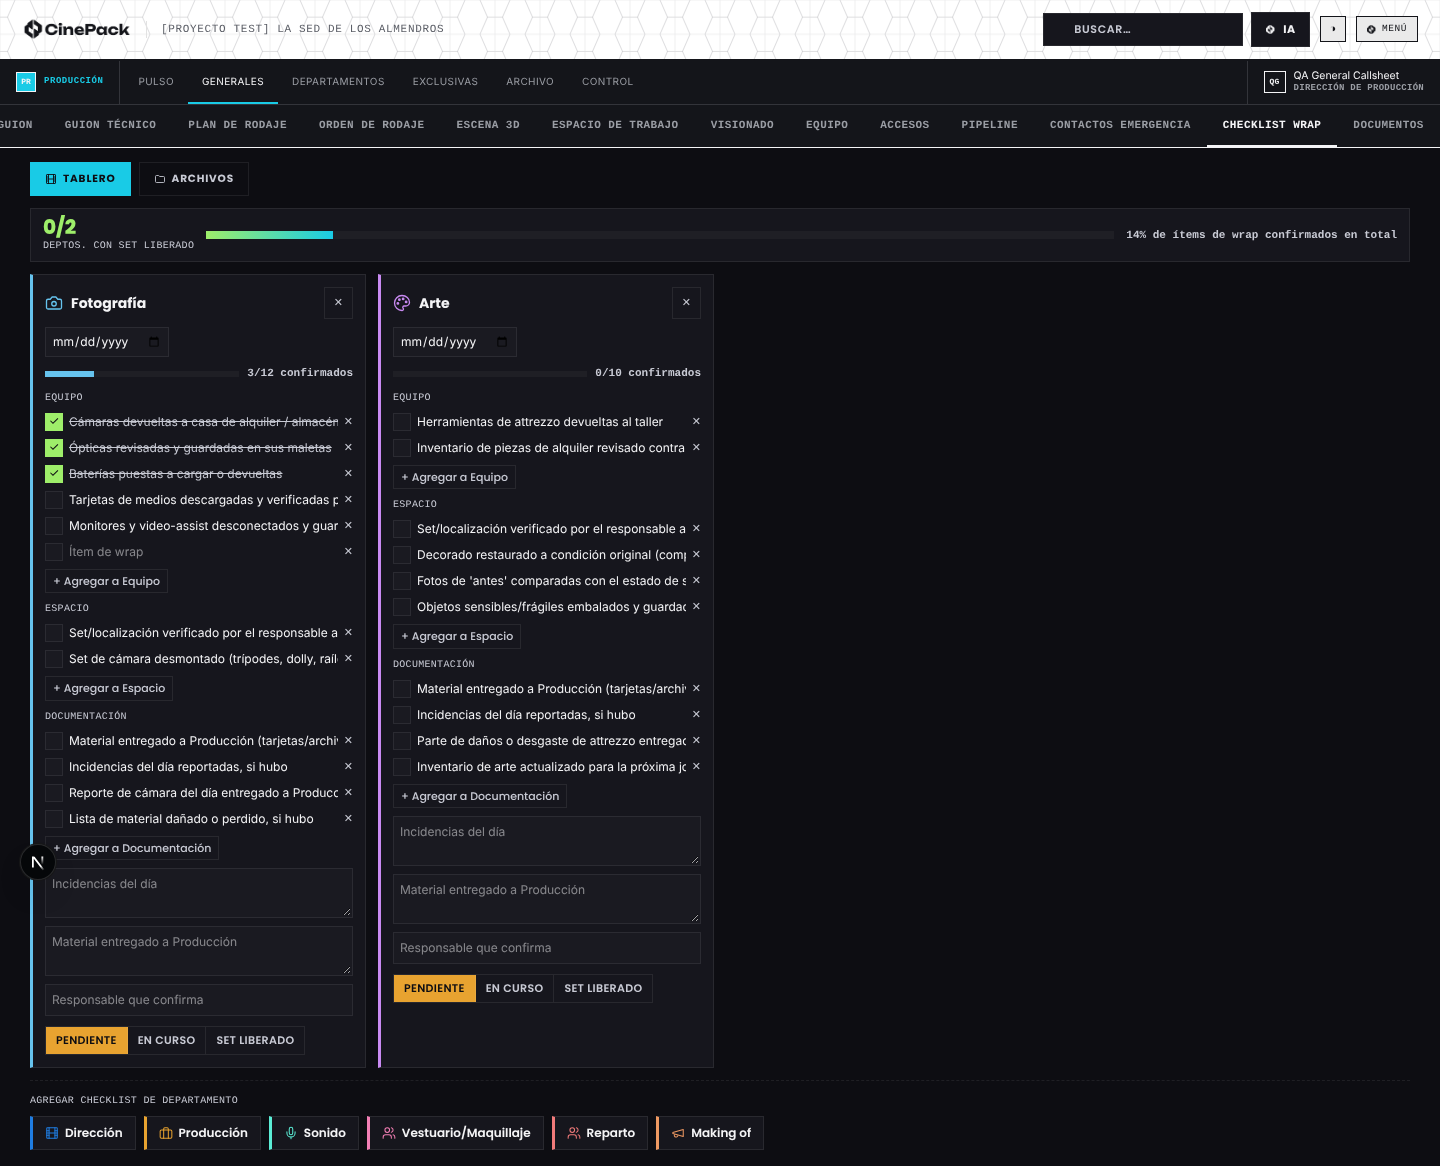 CinePack
[PROYECTO TEST] LA SED DE LOS ALMENDROS
BUSCAR…
IA
MENÚ
PR PRODUCCIÓN
PULSO
GENERALES
DEPARTAMENTOS
EXCLUSIVAS
ARCHIVO
CONTROL
QG
QA General Callsheet
DIRECCIÓN DE PRODUCCIÓN
GUION
GUION TÉCNICO
PLAN DE RODAJE
ORDEN DE RODAJE
ESCENA 3D
ESPACIO DE TRABAJO
VISIONADO
EQUIPO
ACCESOS
PIPELINE
CONTACTOS EMERGENCIA
CHECKLIST WRAP
DOCUMENTOS
TABLERO
ARCHIVOS
0/2
DEPTOS. CON SET LIBERADO
14% de ítems de wrap confirmados en total
Fotografía
×
mm/dd/yyyy
3/12 confirmados
EQUIPO
Cámaras devueltas a casa de alquiler / almacén ×
Ópticas revisadas y guardadas en sus maletas ×
Baterías puestas a cargar o devueltas ×
Tarjetas de medios descargadas y verificadas p ×
Monitores y video-assist desconectados y guar ×
Ítem de wrap ×
+ Agregar a Equipo
ESPACIO
Set/localización verificado por el responsable a ×
Set de cámara desmontado (trípodes, dolly, raíl ×
+ Agregar a Espacio
DOCUMENTACIÓN
Material entregado a Producción (tarjetas/archi ×
Incidencias del día reportadas, si hubo ×
Reporte de cámara del día entregado a Produc ×
Lista de material dañado o perdido, si hubo ×
+ Agregar a Documentación
N
Incidencias del día
Material entregado a Producción
Responsable que confirma
PENDIENTE
EN CURSO
SET LIBERADO
Arte
×
mm/dd/yyyy
0/10 confirmados
EQUIPO
Herramientas de attrezzo devueltas al taller ×
Inventario de piezas de alquiler revisado contra ×
+ Agregar a Equipo
ESPACIO
Set/localización verificado por el responsable a ×
Decorado restaurado a condición original (com ×
Fotos de 'antes' comparadas con el estado de s ×
Objetos sensibles/frágiles embalados y guardad ×
+ Agregar a Espacio
DOCUMENTACIÓN
Material entregado a Producción (tarjetas/archi ×
Incidencias del día reportadas, si hubo ×
Parte de daños o desgaste de attrezzo entregad ×
Inventario de arte actualizado para la próxima jo ×
+ Agregar a Documentación
Incidencias del día
Material entregado a Producción
Responsable que confirma
PENDIENTE
EN CURSO
SET LIBERADO
AGREGAR CHECKLIST DE DEPARTAMENTO
Dirección
Producción
Sonido
Vestuario/Maquillaje
Reparto
Making of